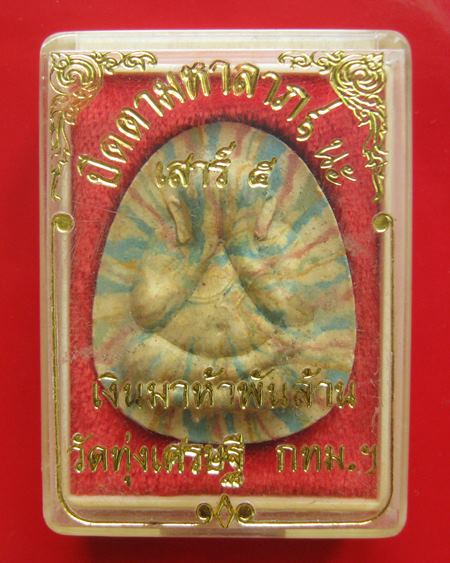 ปิดตามหาลาภ
เสาร์ ๕
เงินมาห้าพันล้าน
วัดทุ่งเศรษฐี กทม.ฯ